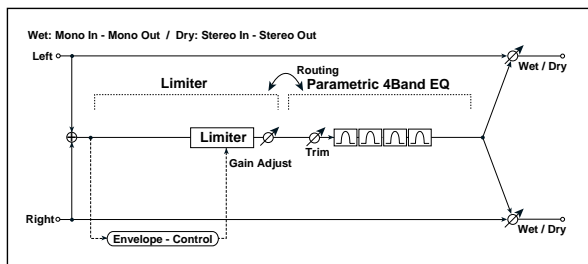 Wet: Mono In - Mono Out / Dry: Stereo In - Stereo Out
Left
Wet / Dry
Routing
Limiter
Parametric 4Band EQ
Limiter
Gain Adjust
Trim
Right
Wet / Dry
Envelope - Control